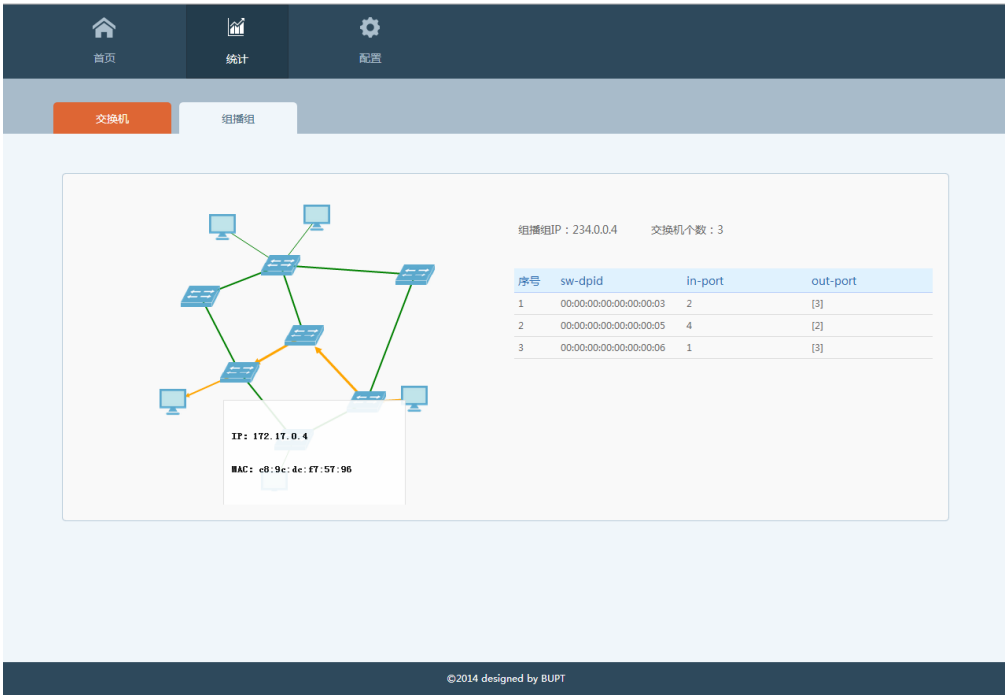 首页 统计 配置
交换机 组播组
组播组IP：234.0.0.4 交换机个数：3
序号 sw-dpid in-port out-port
1 00:00:00:00:00:00:00:03 2 [3]
2 00:00:00:00:00:00:00:05 4 [2]
3 00:00:00:00:00:00:00:06 1 [3]
IP: 172.17.0.4
MAC: c8:9c:dc:f7:57:96
©2014 designed by BUPT